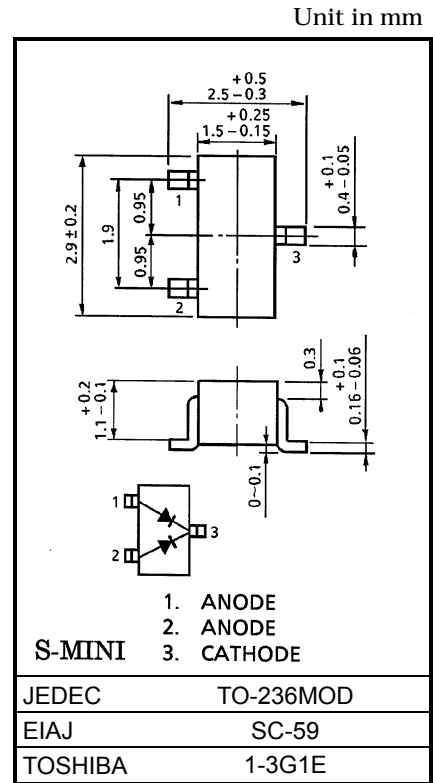 Unit in mm
+0.5
2.5 −0.3
+0.25
1.5 −0.15
2.9 ± 0.2
1.9
0.95
0.95
+0.1
0.4 −0.05
1
2
3
+0.2
1.1 −0.1
0.3
+0.1
0.16 −0.06
0~0.1
1
2
3
1. ANODE
2. ANODE
S-MINI 3. CATHODE
JEDEC TO-236MOD
EIAJ SC-59
TOSHIBA 1-3G1E